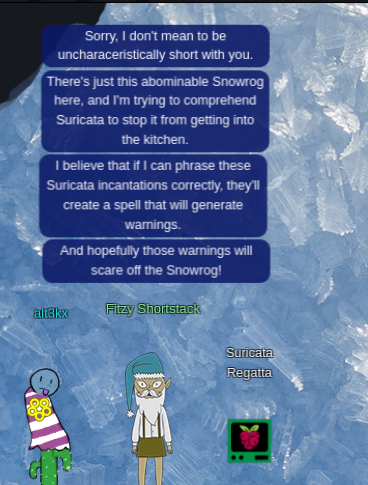 Sorry, I don't mean to be
uncharaceristically short with you.
There's just this abominable Snowrog
here, and I'm trying to comprehend
Suricata to stop it from getting into
the kitchen.
I believe that if I can phrase these
Suricata incantations correctly, they'll
create a spell that will generate
warnings.
And hopefully those warnings will
scare off the Snowrog!
alt3kx
Fitzy Shortstack
Suricata
Regatta